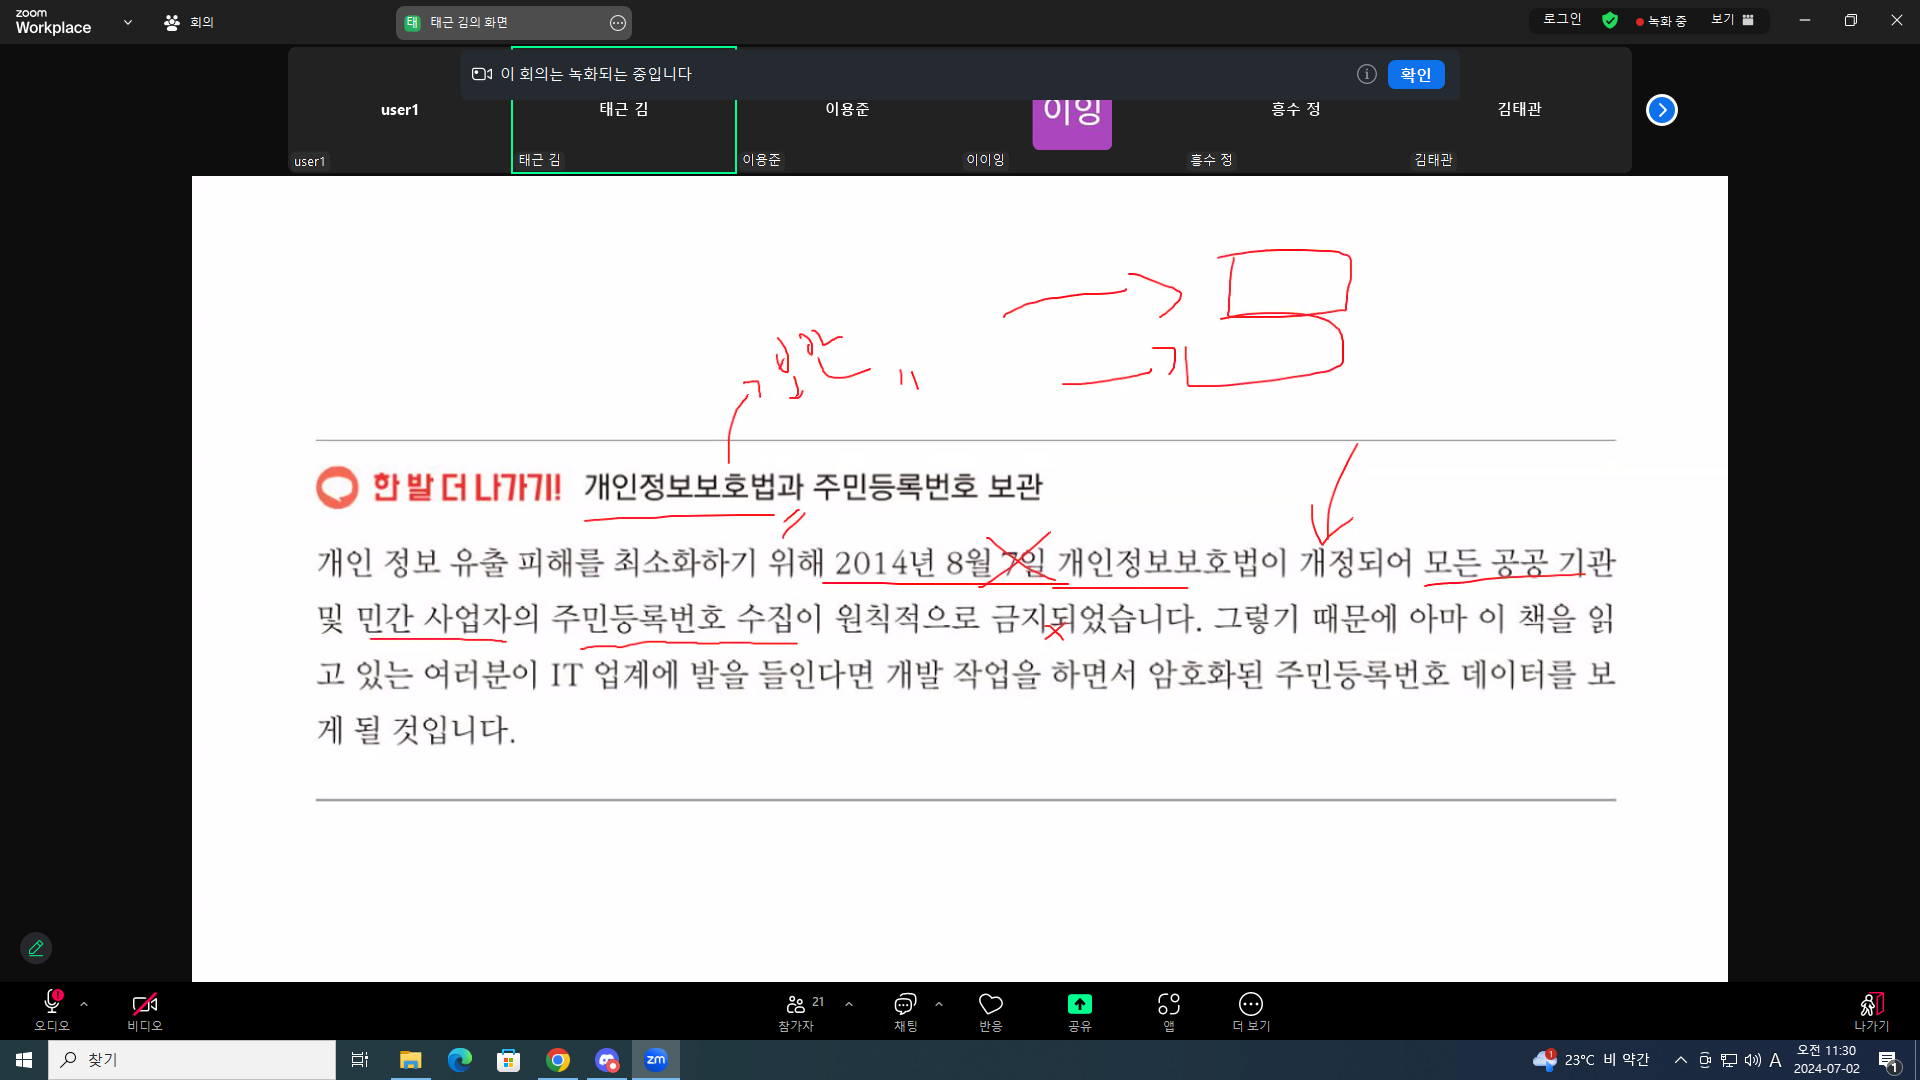 zoom
Workplace
회의
태 태근 김의 화면
로그인
녹화 중
보기
이 회의는 녹화되는 중입니다
확인
user1
태근 김
이용준
이잉
흥수 정
김태관
user1
태근 김
이용준
이이잉
흥수 정
김태관
한 발 더 나가기! 개인정보보호법과 주민등록번호 보관
개인 정보 유출 피해를 최소화하기 위해 2014년 8월 7일 개인정보보호법이 개정되어 모든 공공 기관
및 민간 사업자의 주민등록번호 수집이 원칙적으로 금지되었습니다. 그렇기 때문에 아마 이 책을 읽
고 있는 여러분이 IT 업계에 발을 들인다면 개발 작업을 하면서 암호화된 주민등록번호 데이터를 보
게 될 것입니다.
오디오
비디오
21
참가자
채팅
반응
공유
앱
더 보기
나가기
찾기
zm
1
23°C 비 약간
A
오전 11:30
2024-07-02
1